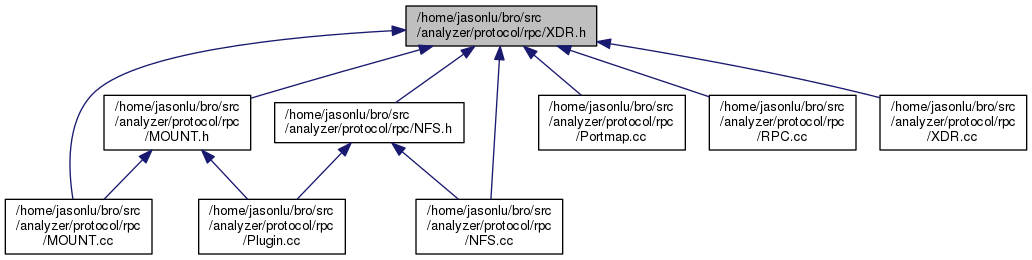 /home/jasonlu/bro/src
/analyzer/protocol/rpc/XDR.h
/home/jasonlu/bro/src
/analyzer/protocol/rpc
/MOUNT.h
/home/jasonlu/bro/src
/analyzer/protocol/rpc/NFS.h
/home/jasonlu/bro/src
/analyzer/protocol/rpc
/Portmap.cc
/home/jasonlu/bro/src
/analyzer/protocol/rpc
/RPC.cc
/home/jasonlu/bro/src
/analyzer/protocol/rpc
/XDR.cc
/home/jasonlu/bro/src
/analyzer/protocol/rpc
/MOUNT.cc
/home/jasonlu/bro/src
/analyzer/protocol/rpc
/Plugin.cc
/home/jasonlu/bro/src
/analyzer/protocol/rpc
/NFS.cc